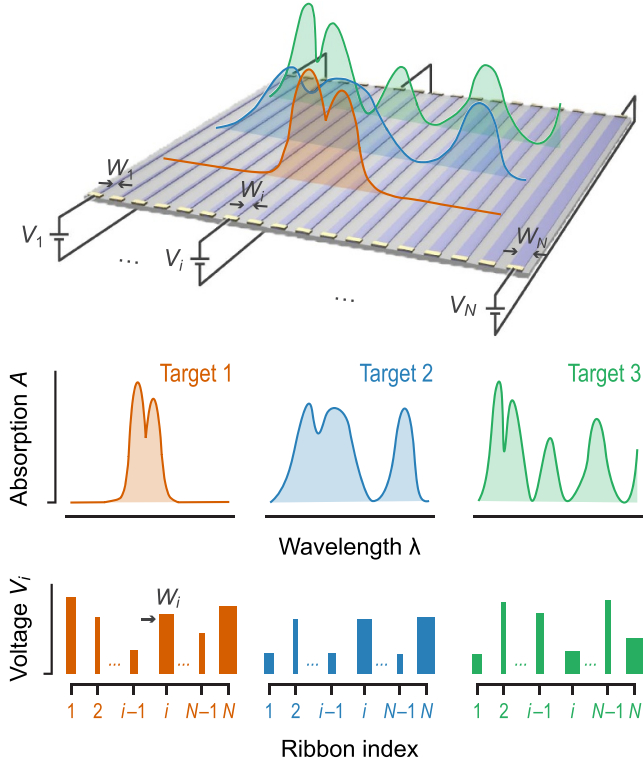 W1
Wi
WN
V1
...
Vi
...
VN
Absorption A
Target 1
Target 2
Target 3
Wavelength λ
Voltage Vi
Wi
... ... ... ... ... ...
1 2 i–1 i N–1 N 1 2 i–1 i N–1 N 1 2 i–1 i N–1 N
Ribbon index